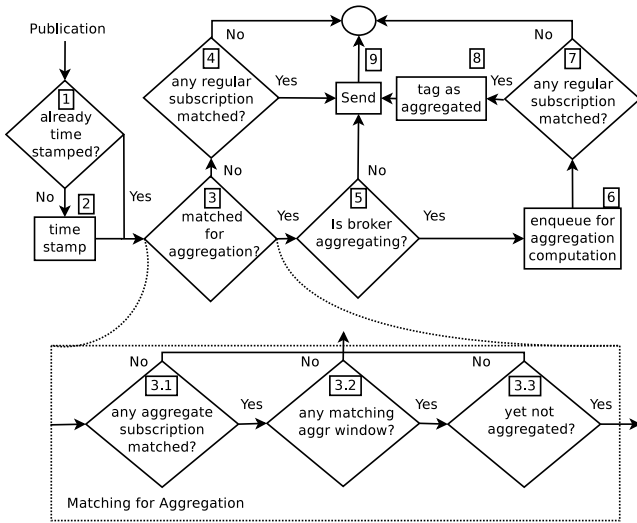 Publication
1
already
time
stamped?
No
Yes
2
time
stamp
3
matched
for
aggregation?
No
Yes
4
any regular
subscription
matched?
No
Yes
9
Send
5
Is broker
aggregating?
No
Yes
6
enqueue for
aggregation
computation
7
any regular
subscription
matched?
No
Yes
8
tag as
aggregated
3.1
any aggregate
subscription
matched?
No
Yes
3.2
any matching
aggr window?
No
Yes
3.3
yet not
aggregated?
No
Yes
Matching for Aggregation